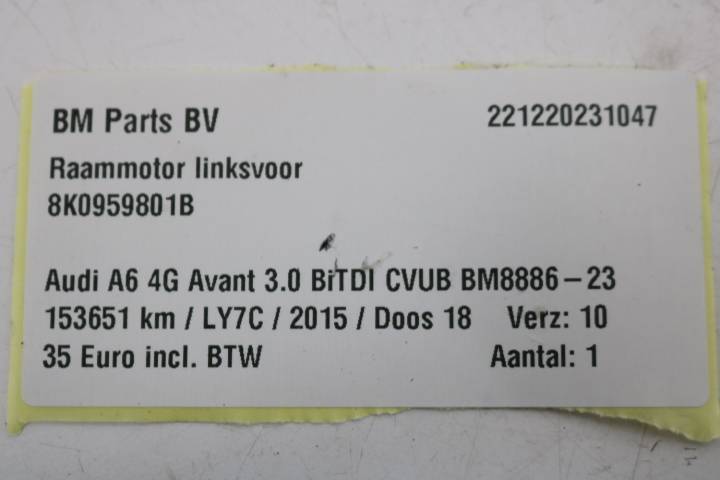 BM Parts BV 221220231047
Raammotor linksvoor
8K0959801B
Audi A6 4G Avant 3.0 BiTDI CVUB BM8886-23
153651 km / LY7C / 2015 / Doos 18 Verz: 10
35 Euro incl. BTW Aantal: 1